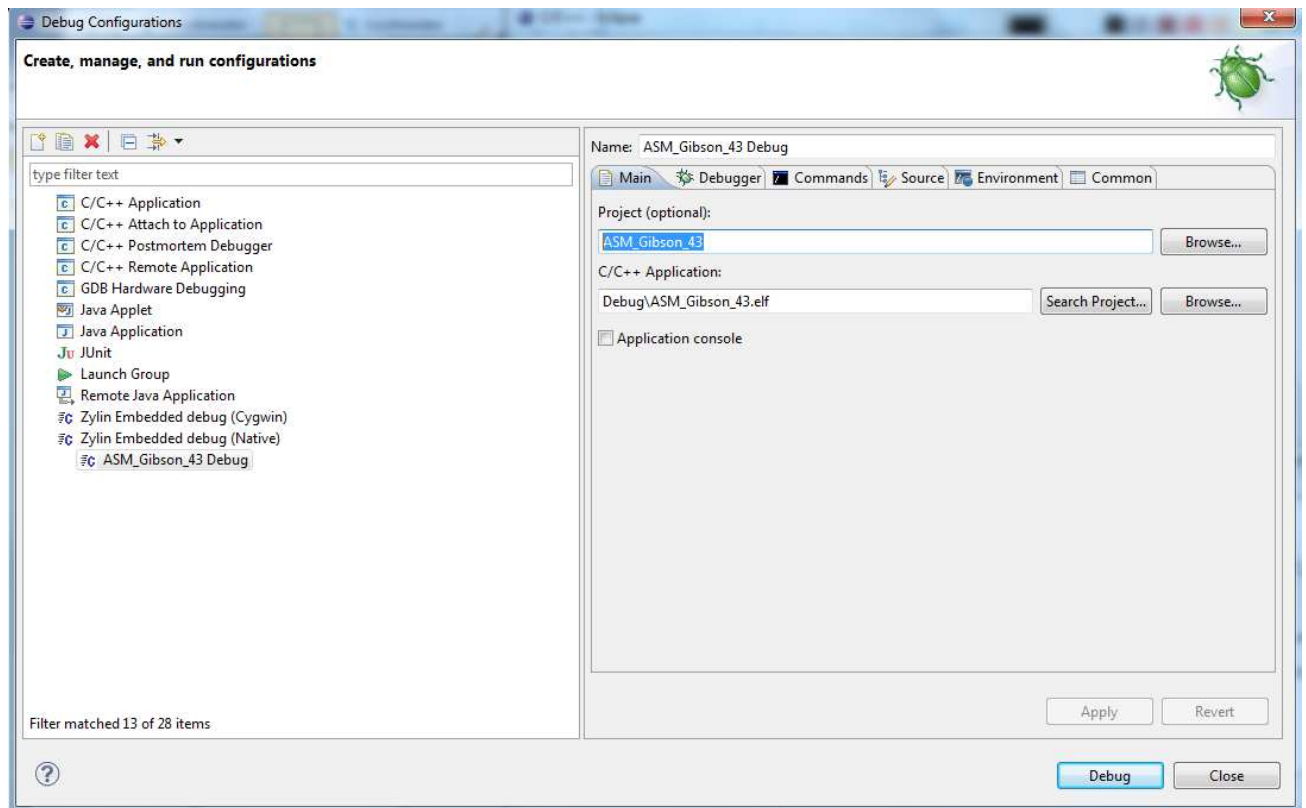 Debug Configurations
Create, manage, and run configurations
type filter text
C/C++ Application
C/C++ Attach to Application
C/C++ Postmortem Debugger
C/C++ Remote Application
GDB Hardware Debugging
Java Applet
Java Application
JUnit
Launch Group
Remote Java Application
Zylin Embedded debug (Cygwin)
Zylin Embedded debug (Native)
ASM_Gibson_43 Debug
Filter matched 13 of 28 items
Name: ASM_Gibson_43 Debug
Main Debugger Commands Source Environment Common
Project (optional):
ASM_Gibson_43 Browse...
C/C++ Application:
Debug\ASM_Gibson_43.elf Search Project... Browse...
Application console
Apply Revert
Debug Close